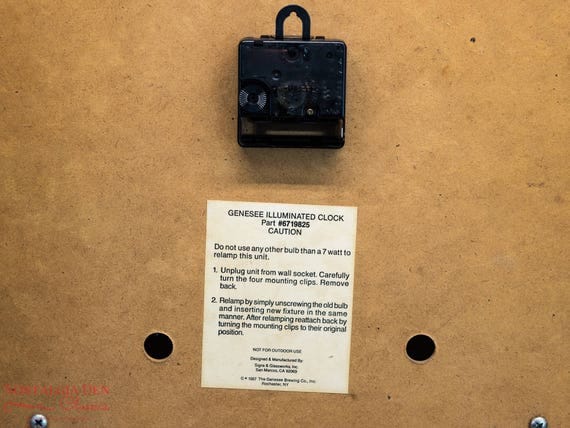 GENESEE ILLUMINATED CLOCK
Part #6719825
CAUTION
Do not use any other bulb than a 7 watt to
relamp this unit.
1. Unplug unit from wall socket. Carefully
turn the four mounting clips. Remove
back.
2. Relamp by simply unscrewing the old bulb
and inserting new fixture in the same
manner. After relamping reattach back by
turning the mounting clips to their original
position.
NOT FOR OUTDOOR USE
Designed & Manufactured By:
Signs & Glassworks, Inc.
San Marcos, CA 92069
© 1987 The Genesee Brewing Co., Inc.
Rochester, NY